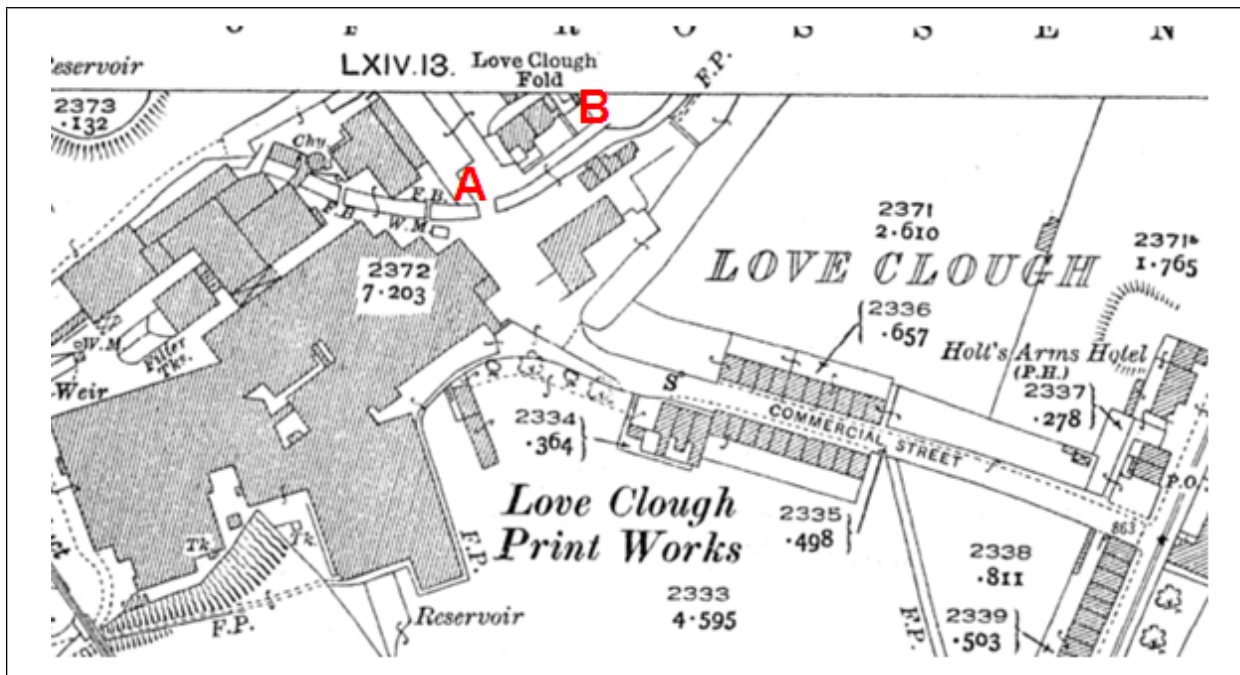 LXIV.13.
Love Clough
Fold
F.P.
2373
.132
Chy
A
B
F.B.
F.B.
W.M.
2372
7.203
2371
2.610
LOVE CLOUGH
2371ᵃ
1.765
2336
.657
Holt's Arms Hotel
(P.H.)
2337
.278
W.M.
Filter
Tks.
Weir
2334
.364
S
COMMERCIAL STREET
P.O.
863
Love Clough
Print Works
2335
.498
2338
.811
2333
4.595
2339
.503
Tk.
Tk.
F.P.
F.P.
Reservoir
F.P.